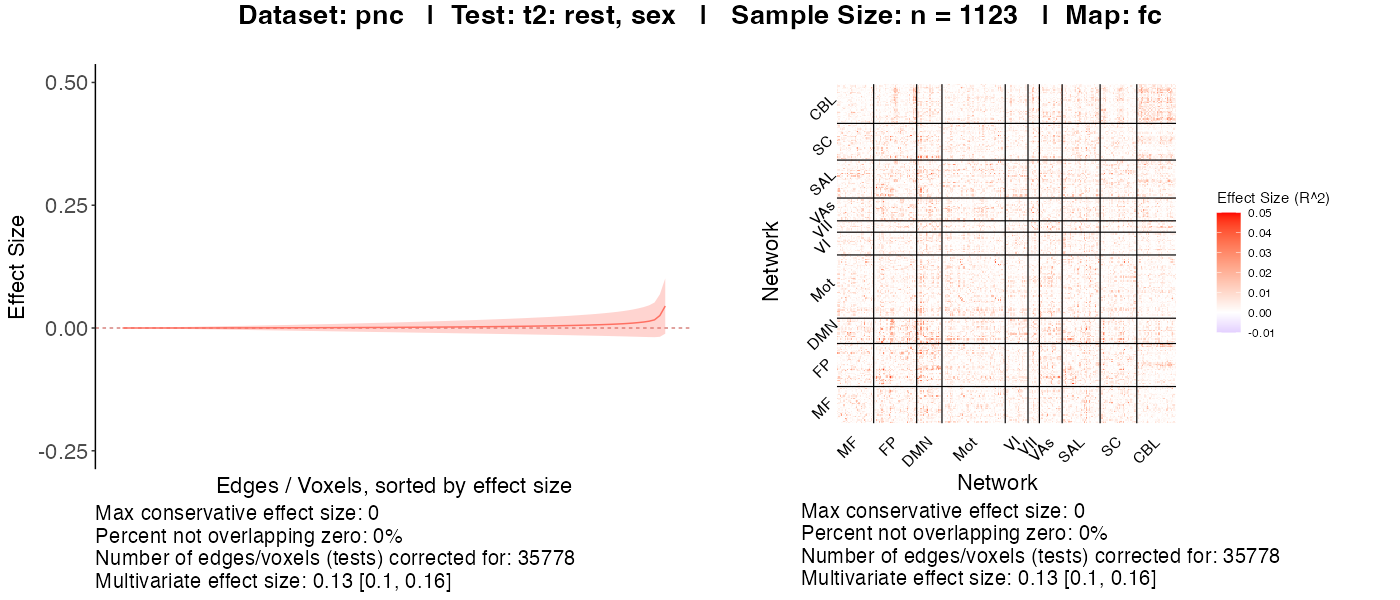 Dataset: pnc | Test: t2: rest, sex | Sample Size: n = 1123 | Map: fc
0.50
0.25
0.00
-0.25
Effect Size
Edges / Voxels, sorted by effect size
Max conservative effect size: 0
Percent not overlapping zero: 0%
Number of edges/voxels (tests) corrected for: 35778
Multivariate effect size: 0.13 [0.1, 0.16]
Network
CBL
SC
SAL
VAs
VII
VI
Mot
DMN
FP
MF
MF
FP
DMN
Mot
VI
VII
VAs
SAL
SC
CBL
Network
Effect Size (R^2)
0.05
0.04
0.03
0.02
0.01
0.00
-0.01
Max conservative effect size: 0
Percent not overlapping zero: 0%
Number of edges/voxels (tests) corrected for: 35778
Multivariate effect size: 0.13 [0.1, 0.16]